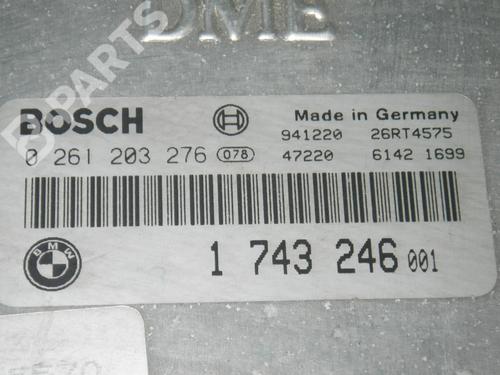 DME
B-PARTS
BOSCH
Made in Germany
941220 26RT4575
0 261 203 276 078 47220 6142 1699
BMW
1 743 246 001